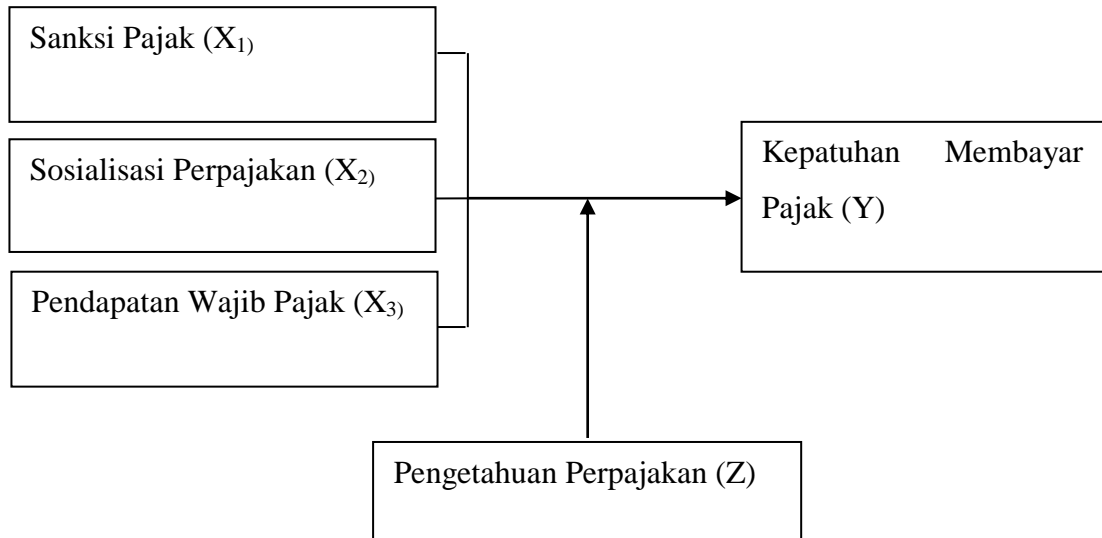 Sanksi Pajak (X₁₎
Sosialisasi Perpajakan (X₂₎
Pendapatan Wajib Pajak (X₃₎
Kepatuhan Membayar
Pajak (Y)
Pengetahuan Perpajakan (Z)